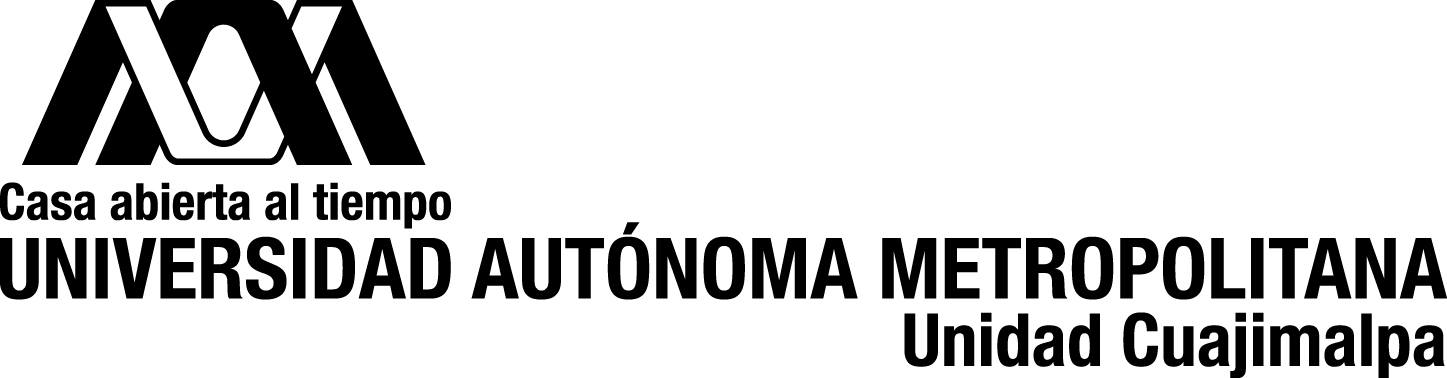 Casa abierta al tiempo
UNIVERSIDAD AUTÓNOMA METROPOLITANA
Unidad Cuajimalpa